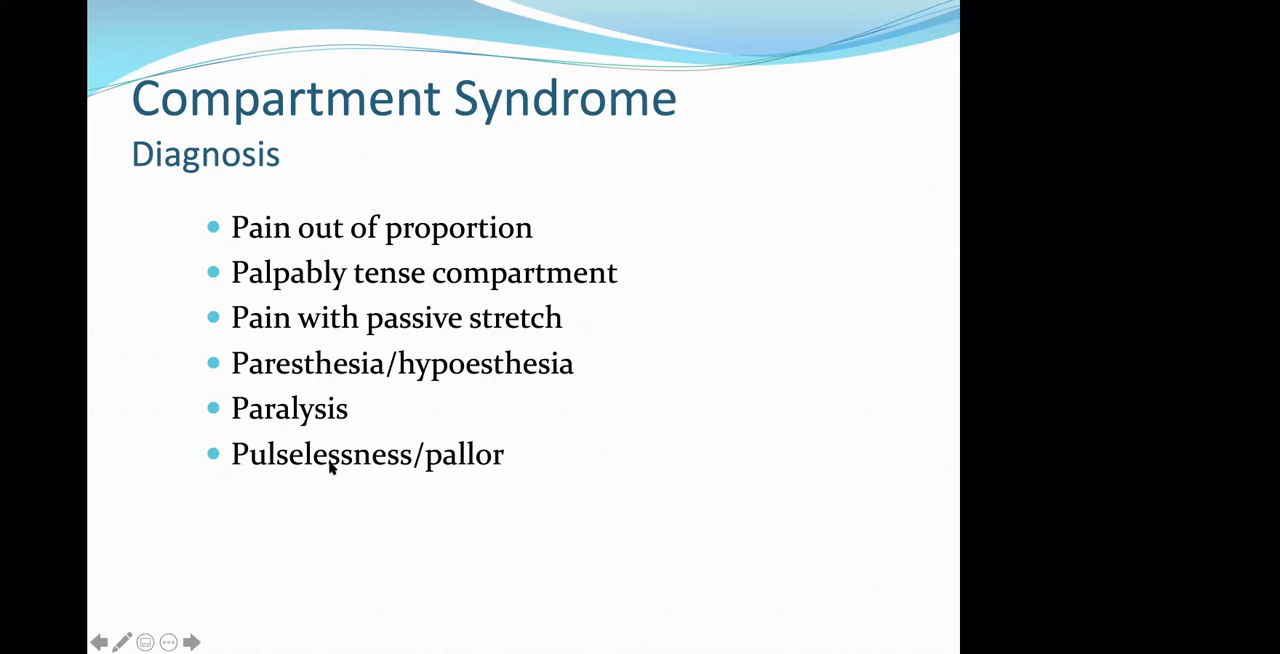 Compartment Syndrome
Diagnosis
Pain out of proportion
Palpably tense compartment
Pain with passive stretch
Paresthesia/hypoesthesia
Paralysis
Pulselessness/pallor